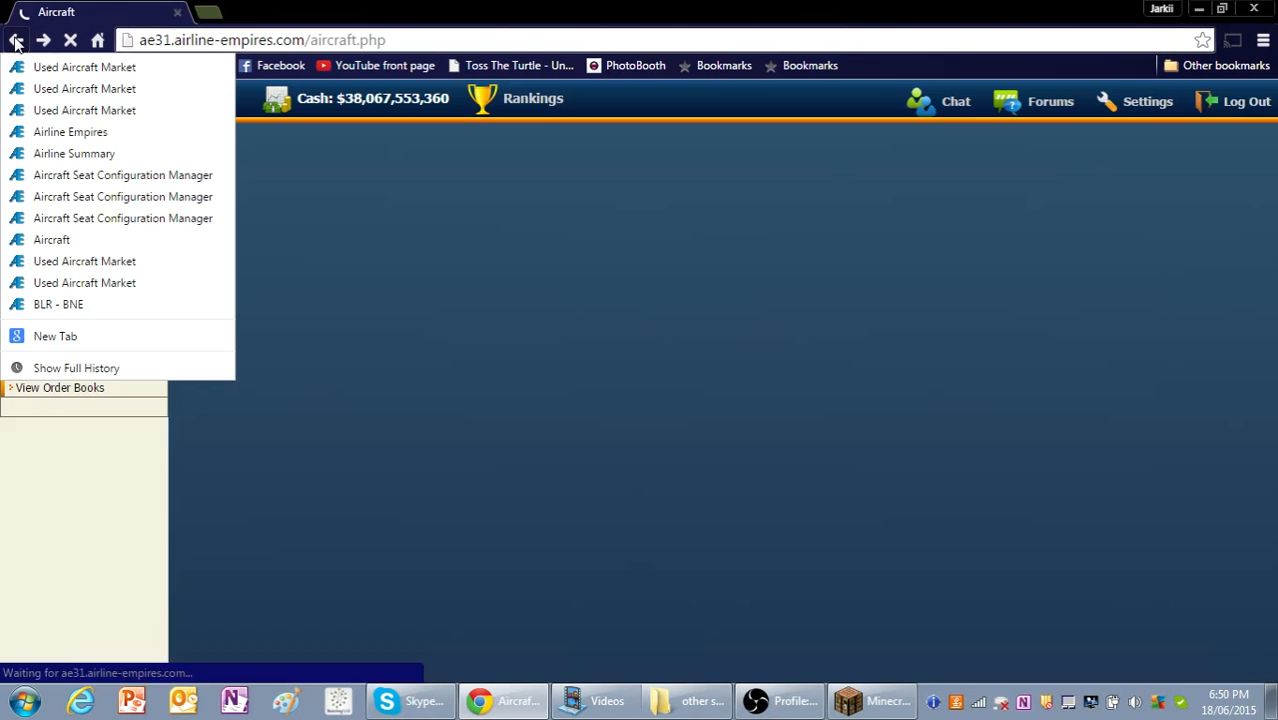 Aircraft
Jarkii
ae31.airline-empires.com/aircraft.php
Facebook
YouTube front page
Toss The Turtle - Un...
PhotoBooth
Bookmarks
Bookmarks
Other bookmarks
Cash: $38,067,553,360
Rankings
Chat
Forums
Settings
Log Out
Used Aircraft Market
Used Aircraft Market
Used Aircraft Market
Airline Empires
Airline Summary
Aircraft Seat Configuration Manager
Aircraft Seat Configuration Manager
Aircraft Seat Configuration Manager
Aircraft
Used Aircraft Market
Used Aircraft Market
BLR - BNE
New Tab
Show Full History
View Order Books
Waiting for ae31.airline-empires.com...
Skype...
Aircraf...
Videos
other s...
Profile:...
Minecr...
6:50 PM
18/06/2015